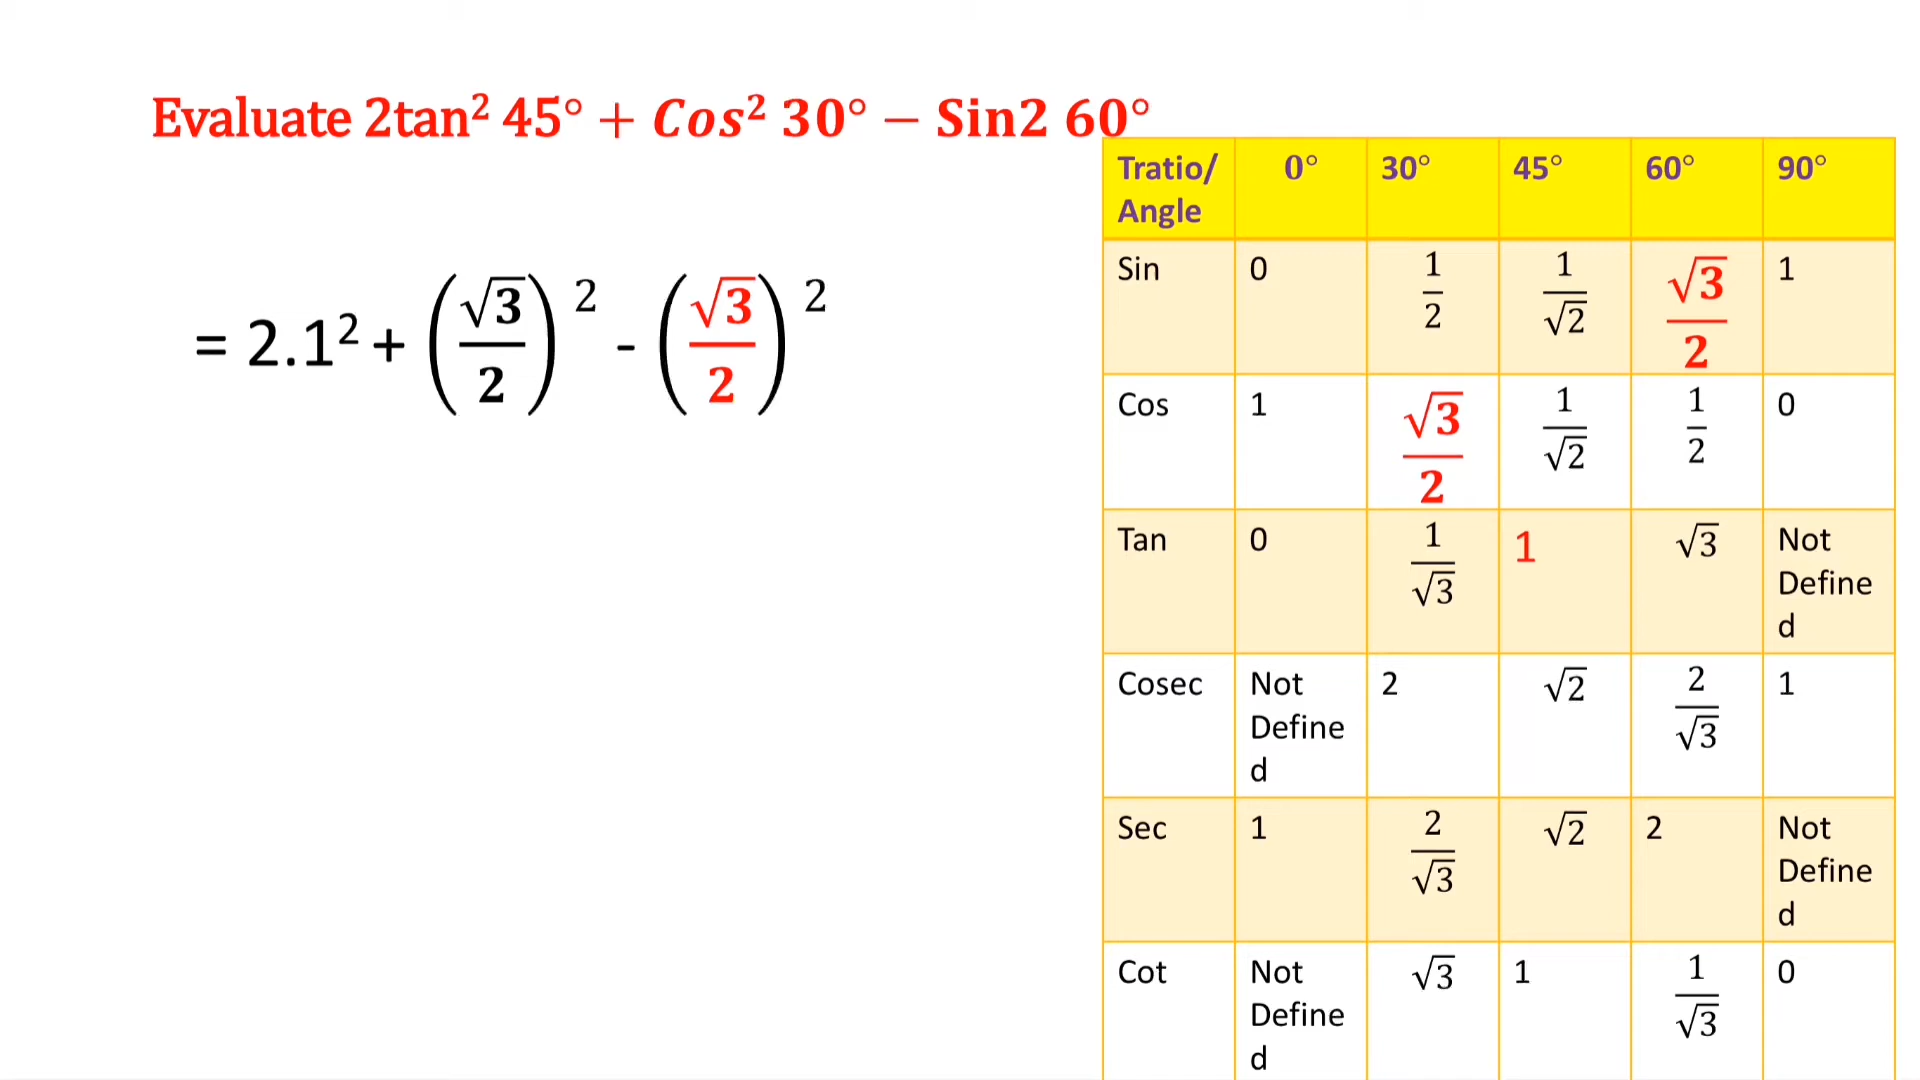 Evaluate 2tan² 45° + Cos² 30° − Sin2 60°
= 2.1² + (√3/2)² - (√3/2)²
Tratio/ Angle 0° 30° 45° 60° 90°
Sin 0 1/2 1/√2 √3/2 1
Cos 1 √3/2 1/√2 1/2 0
Tan 0 1/√3 1 √3 Not Define d
Cosec Not Define d 2 √2 2/√3 1
Sec 1 2/√3 √2 2 Not Define d
Cot Not Define d √3 1 1/√3 0